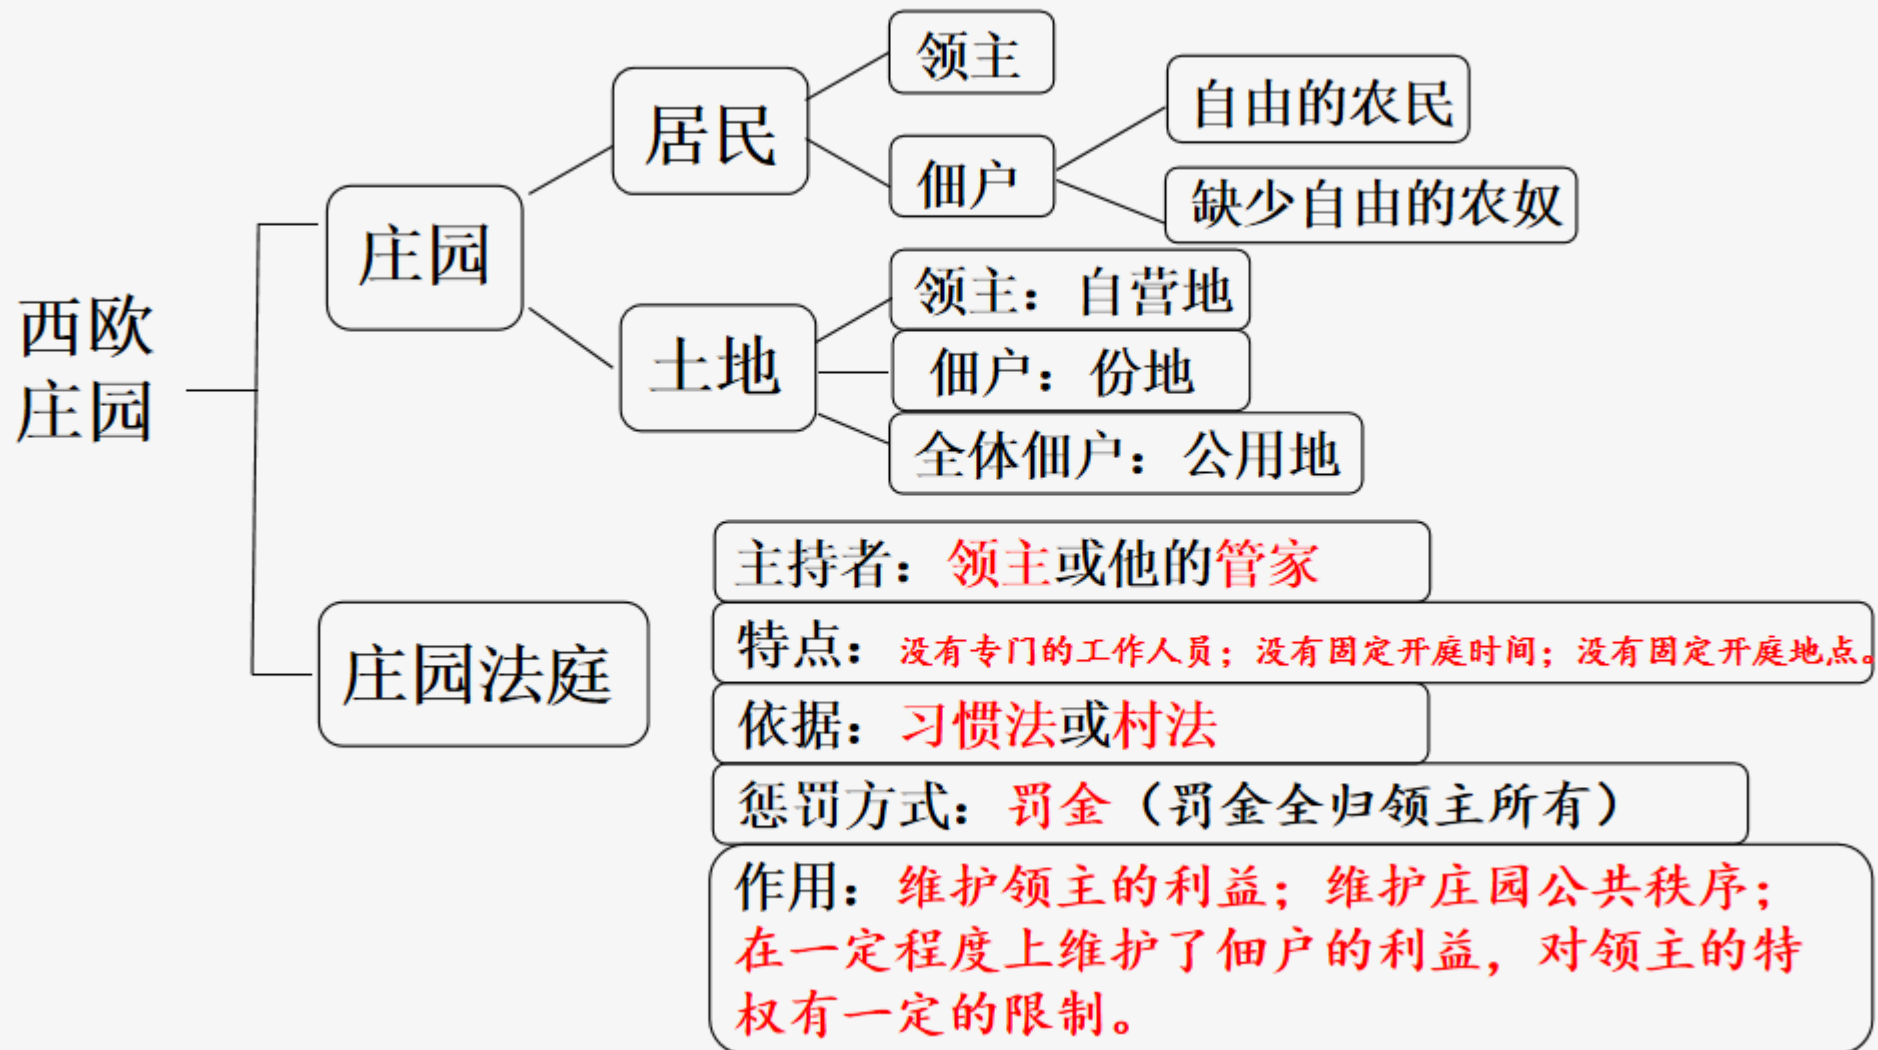 西欧
庄园
庄园
居民
领主
佃户
自由的农民
缺少自由的农奴
土地
领主：自营地
佃户：份地
全体佃户：公用地
庄园法庭
主持者：领主或他的管家
特点：没有专门的工作人员；没有固定开庭时间；没有固定开庭地点。
依据：习惯法或村法
惩罚方式：罚金（罚金全归领主所有）
作用：维护领主的利益；维护庄园公共秩序；
在一定程度上维护了佃户的利益，对领主的特
权有一定的限制。